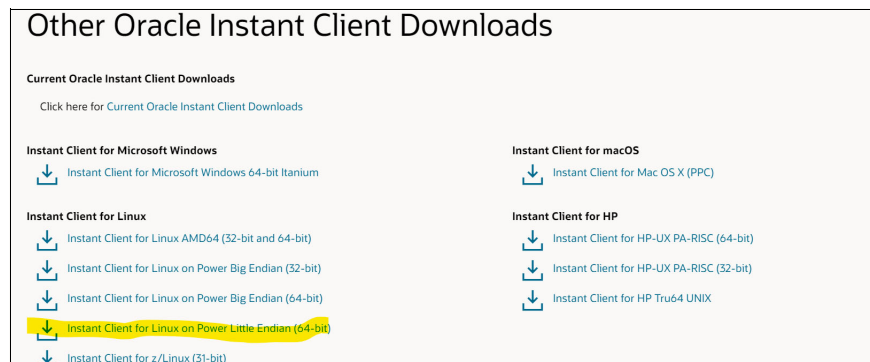 Other Oracle Instant Client Downloads
Current Oracle Instant Client Downloads
Click here for Current Oracle Instant Client Downloads
Instant Client for Microsoft Windows
Instant Client for Microsoft Windows 64-bit Itanium
Instant Client for macOS
Instant Client for Mac OS X (PPC)
Instant Client for Linux
Instant Client for Linux AMD64 (32-bit and 64-bit)
Instant Client for Linux on Power Big Endian (32-bit)
Instant Client for Linux on Power Big Endian (64-bit)
Instant Client for Linux on Power Little Endian (64-bit)
Instant Client for z/Linux (31-bit)
Instant Client for HP
Instant Client for HP-UX PA-RISC (64-bit)
Instant Client for HP-UX PA-RISC (32-bit)
Instant Client for HP Tru64 UNIX